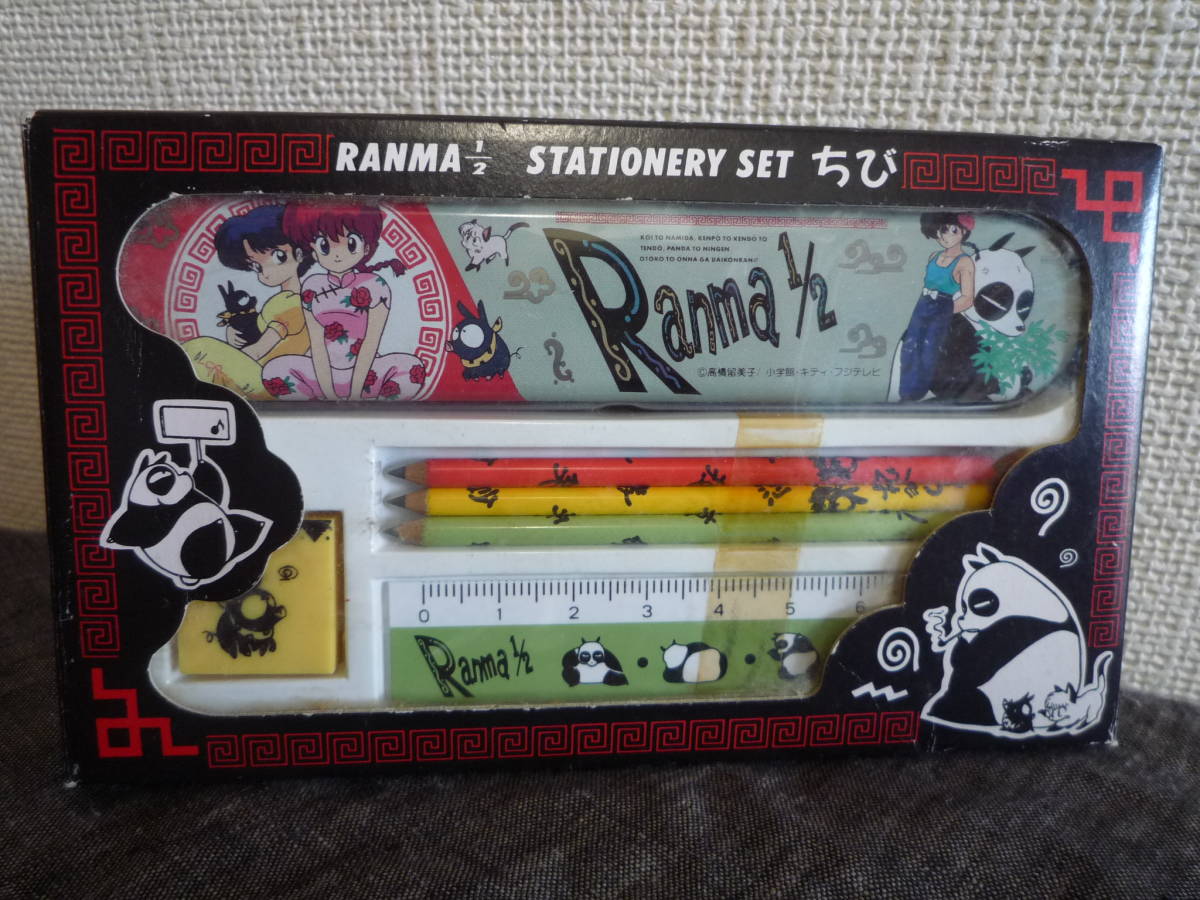 RANMA 1/2 STATIONERY SET ちび
KOI TO NAMIDA, KENPO TO KENDO TO
TENDO, PANDA TO NINGEN
OTOKO TO ONNA GA DAIKONRAN!!
Ranma 1/2
©高橋留美子/小学館・キティ・フジテレビ
0 1 2 3 4 5 6
Ranma 1/2